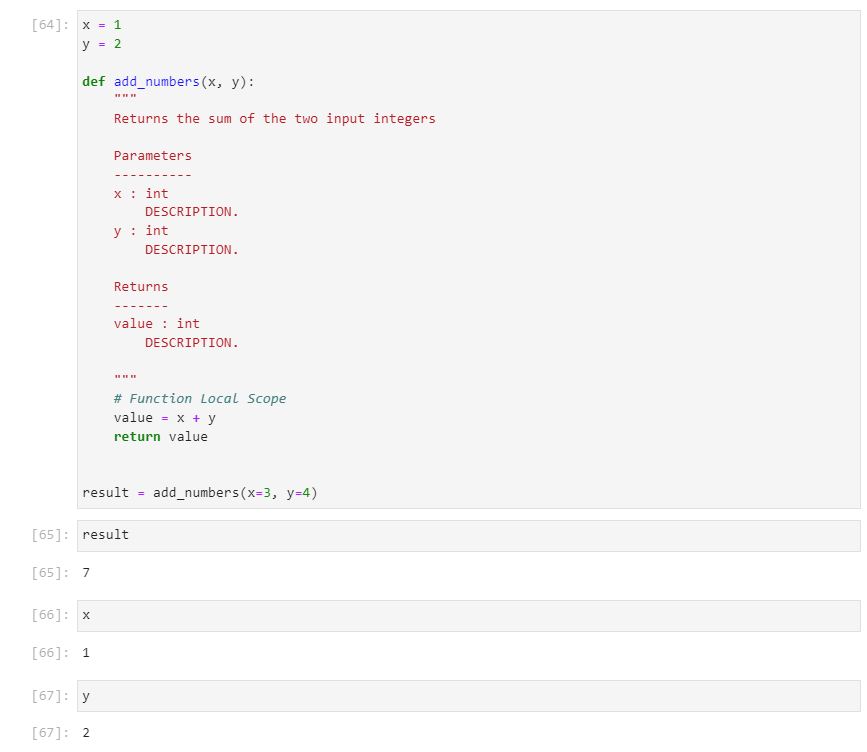 [64]: x = 1
y = 2
def add_numbers(x, y):
"""
Returns the sum of the two input integers
Parameters
----------
x : int
DESCRIPTION.
y : int
DESCRIPTION.
Returns
-------
value : int
DESCRIPTION.
"""
# Function Local Scope
value = x + y
return value
result = add_numbers(x=3, y=4)
[65]: result
[65]: 7
[66]: x
[66]: 1
[67]: y
[67]: 2